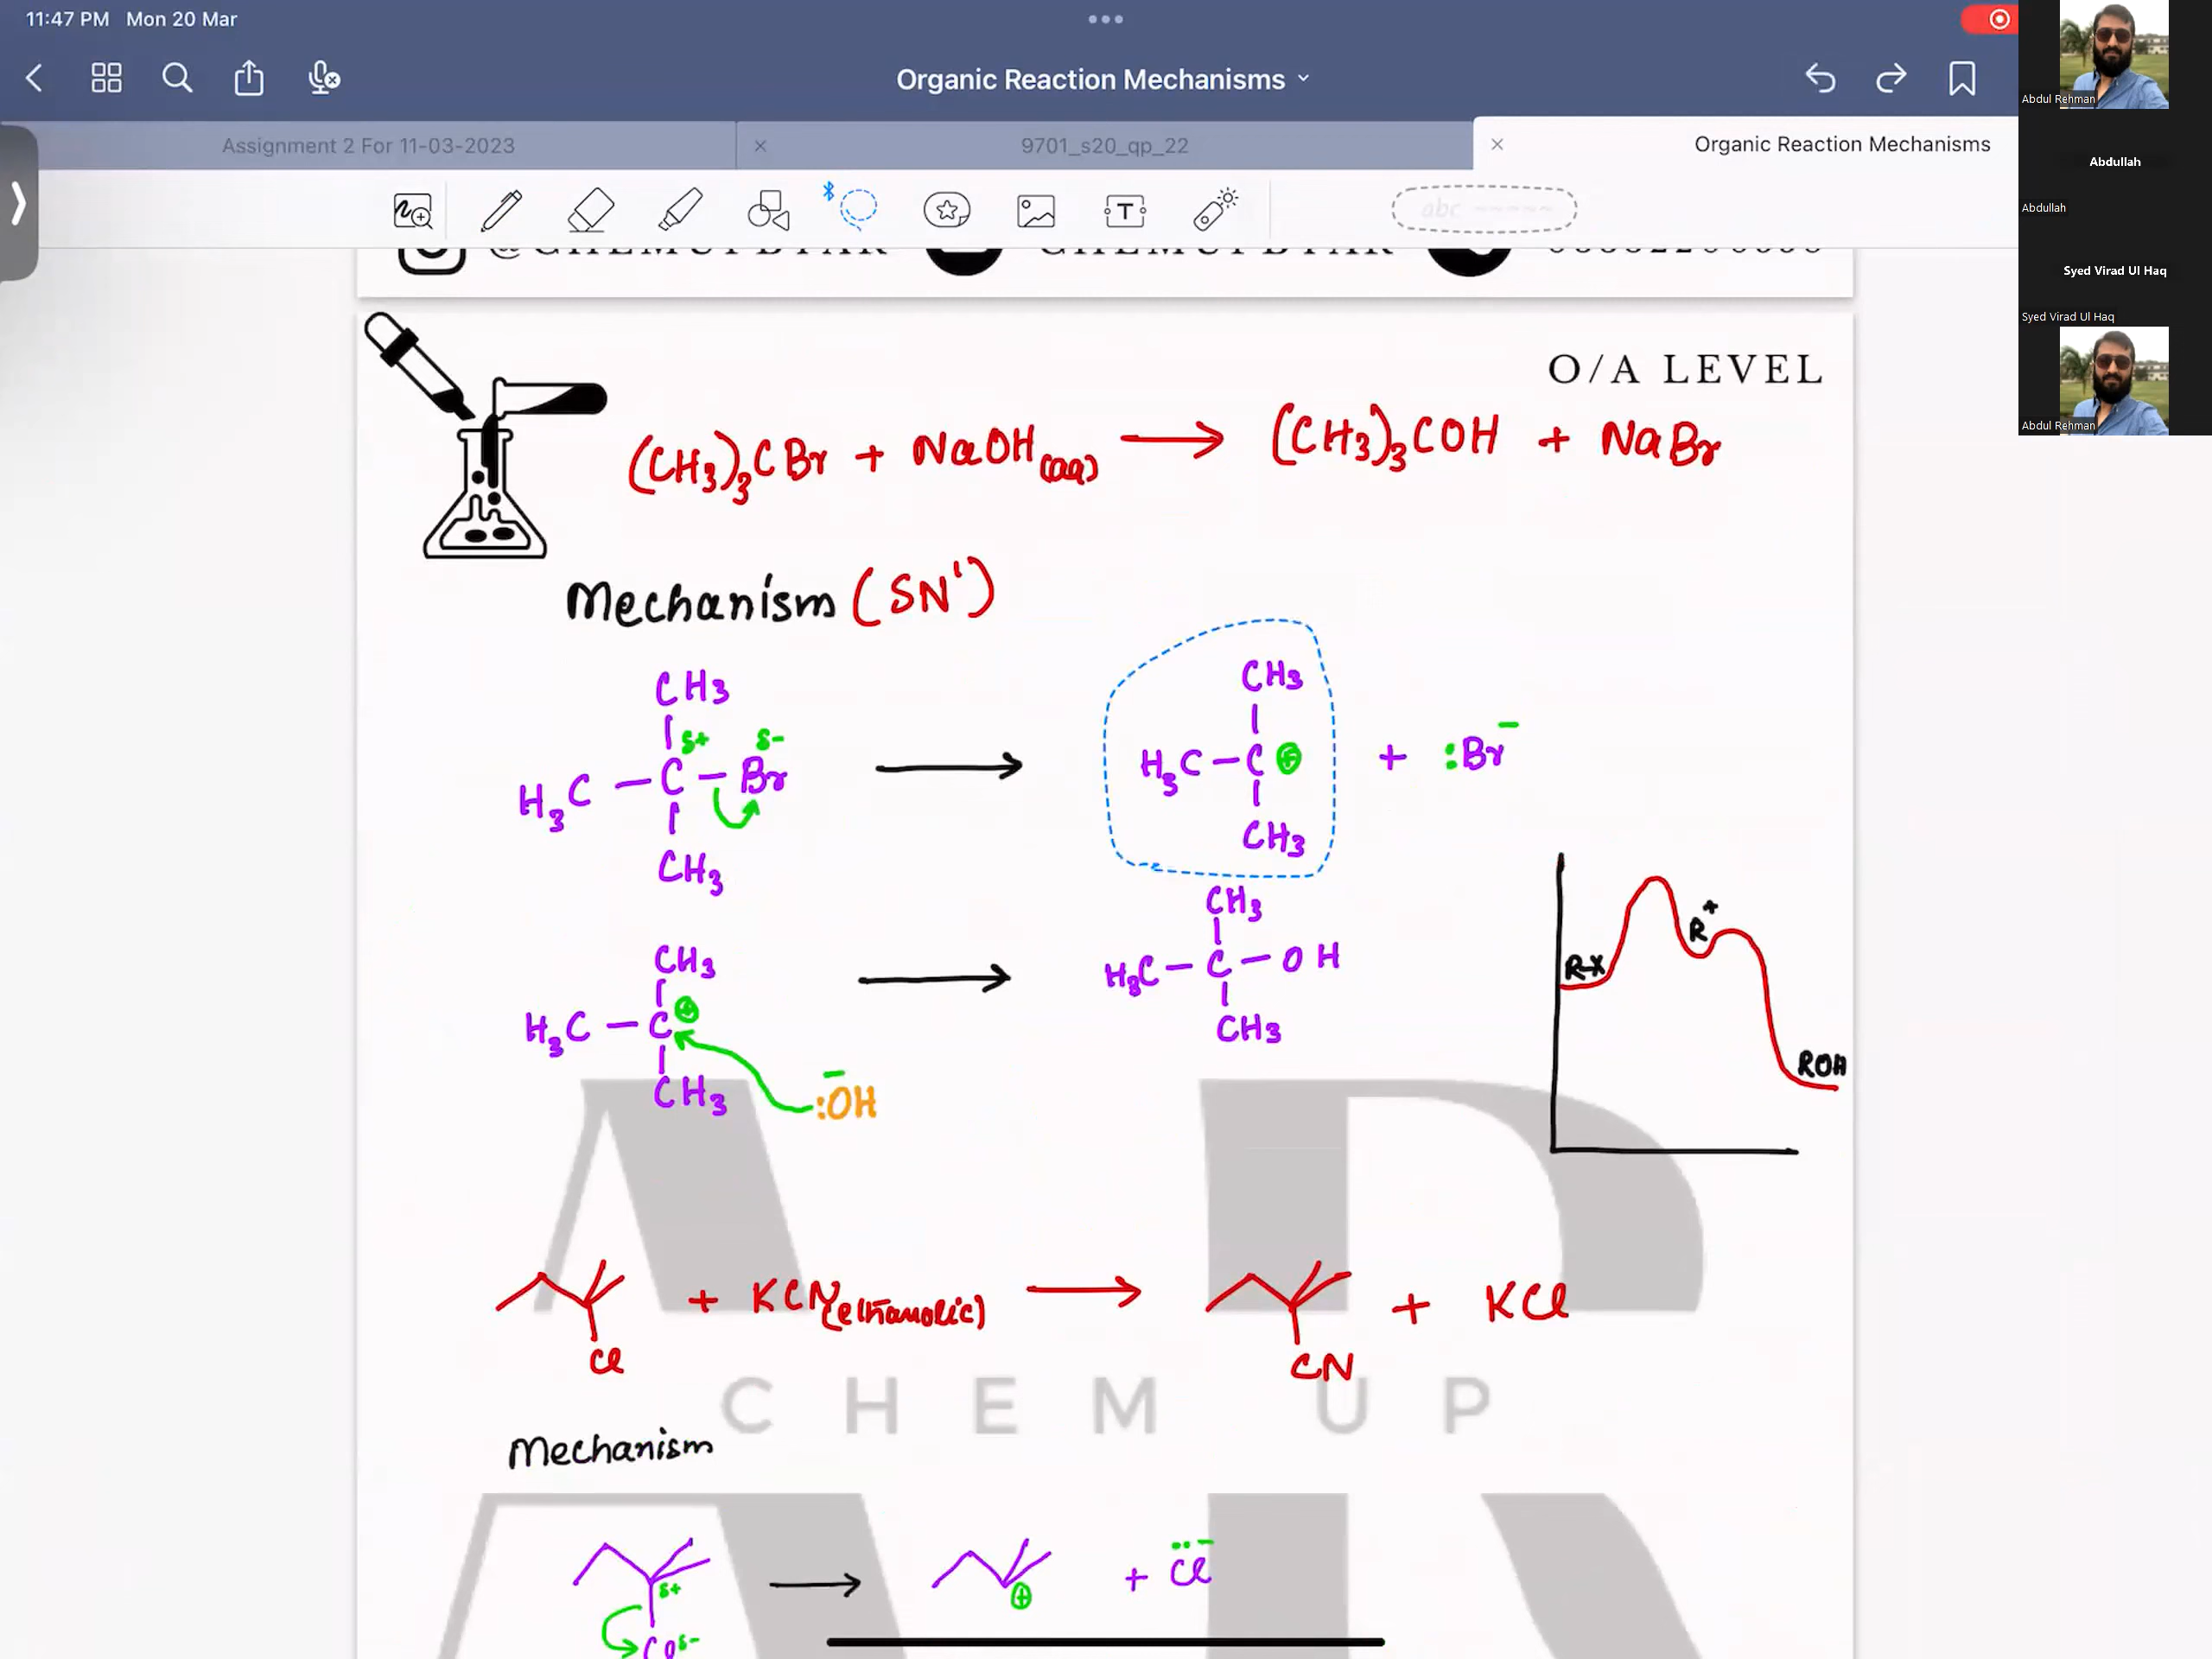 11:47 PM Mon 20 Mar
Organic Reaction Mechanisms
Assignment 2 For 11-03-2023
9701_s20_qp_22
Organic Reaction Mechanisms
abc
Abdul Rehman
Abdullah
Abdullah
Syed Virad Ul Haq
Syed Virad Ul Haq
Abdul Rehman
O/A LEVEL
(CH₃)₃CBr + NaOH(aq) ⟶ (CH₃)₃COH + NaBr
Mechanism (SN¹)
CH₃
δ+ δ-
H₃C – C – Br
CH₃
⟶
CH₃
H₃C – C ⊕
CH₃
+ :Br⁻
CH₃
H₃C – C ⊕
CH₃
:OH⁻
⟶
CH₃
H₃C – C – OH
CH₃
R-X
R⁺
ROH
+ KCN(ethanolic) ⟶ + KCl
Cl
CN
CHEM UP
Mechanism
δ+
δ-
⟶ ⊕ + Cl⁻